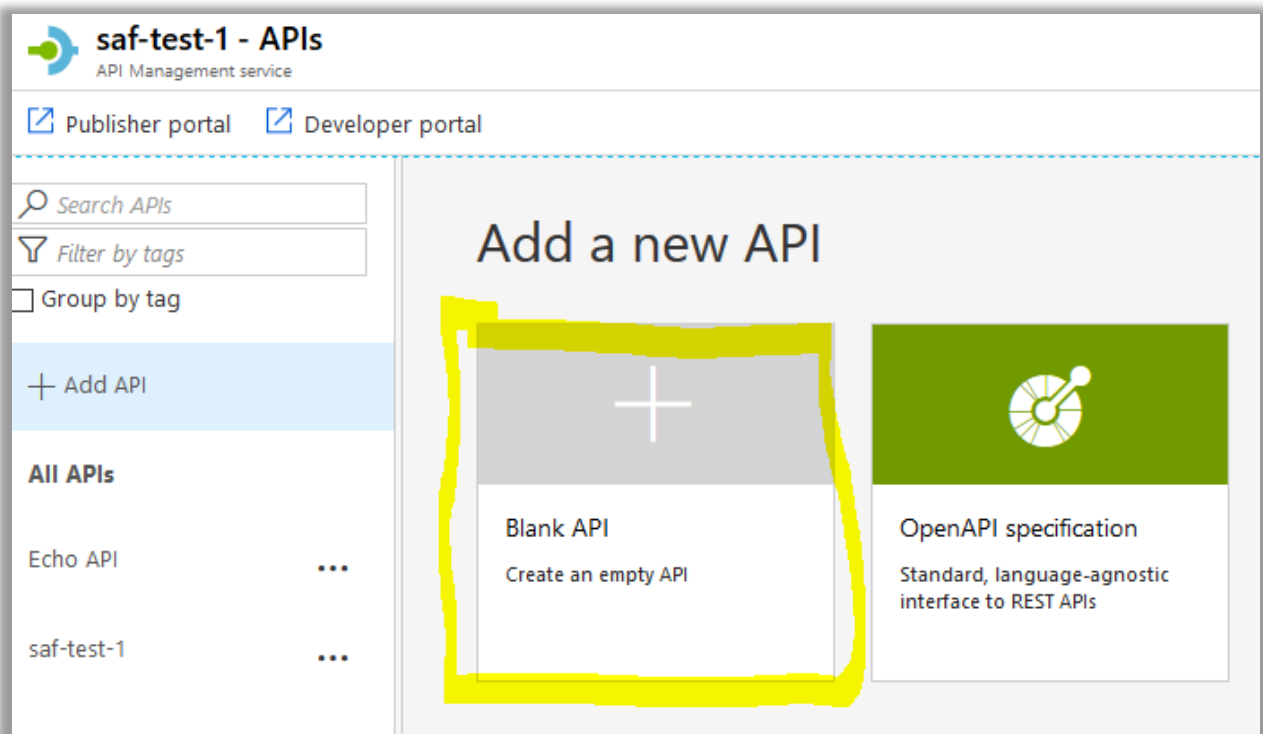 saf-test-1 - APIs
API Management service
Publisher portal
Developer portal
Search APIs
Filter by tags
Group by tag
Add API
All APIs
Echo API
saf-test-1
Add a new API
Blank API
Create an empty API
OpenAPI specification
Standard, language-agnostic
interface to REST APIs